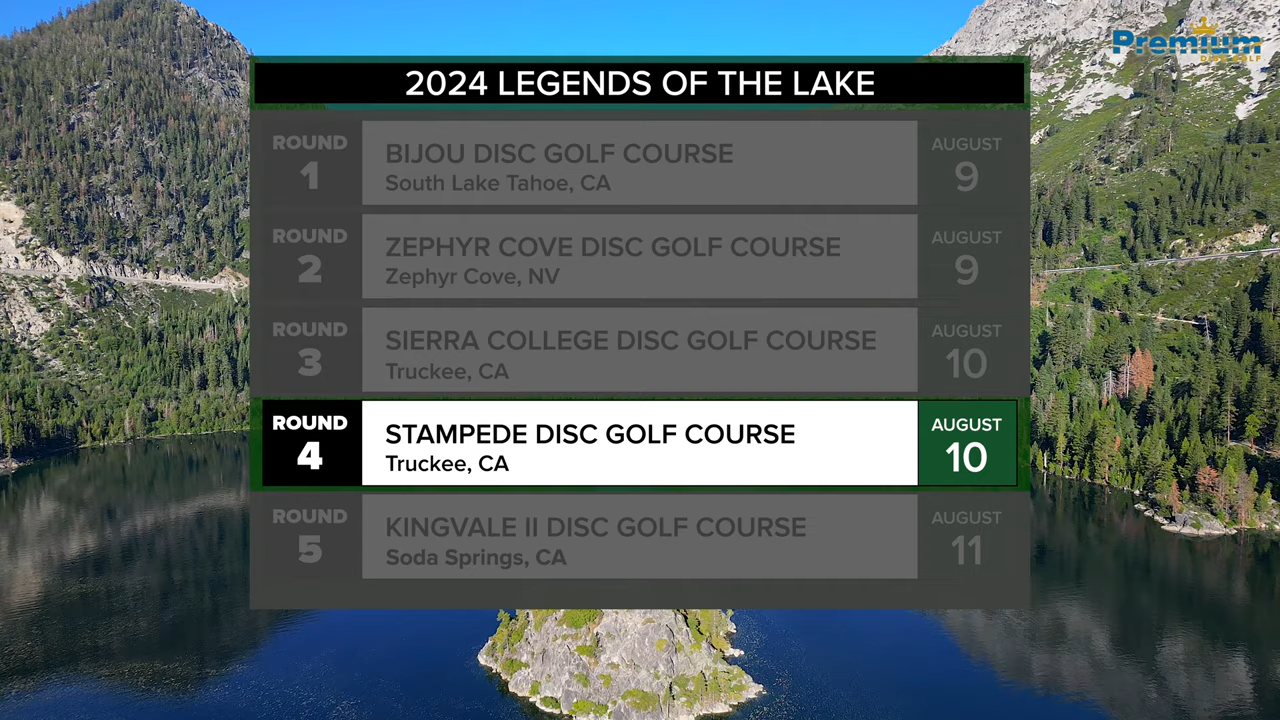 Premium
DISC GOLF
2024 LEGENDS OF THE LAKE
ROUND
1
BIJOU DISC GOLF COURSE
South Lake Tahoe, CA
AUGUST
9
ROUND
2
ZEPHYR COVE DISC GOLF COURSE
Zephyr Cove, NV
AUGUST
9
ROUND
3
SIERRA COLLEGE DISC GOLF COURSE
Truckee, CA
AUGUST
10
ROUND
4
STAMPEDE DISC GOLF COURSE
Truckee, CA
AUGUST
10
ROUND
5
KINGVALE II DISC GOLF COURSE
Soda Springs, CA
AUGUST
11